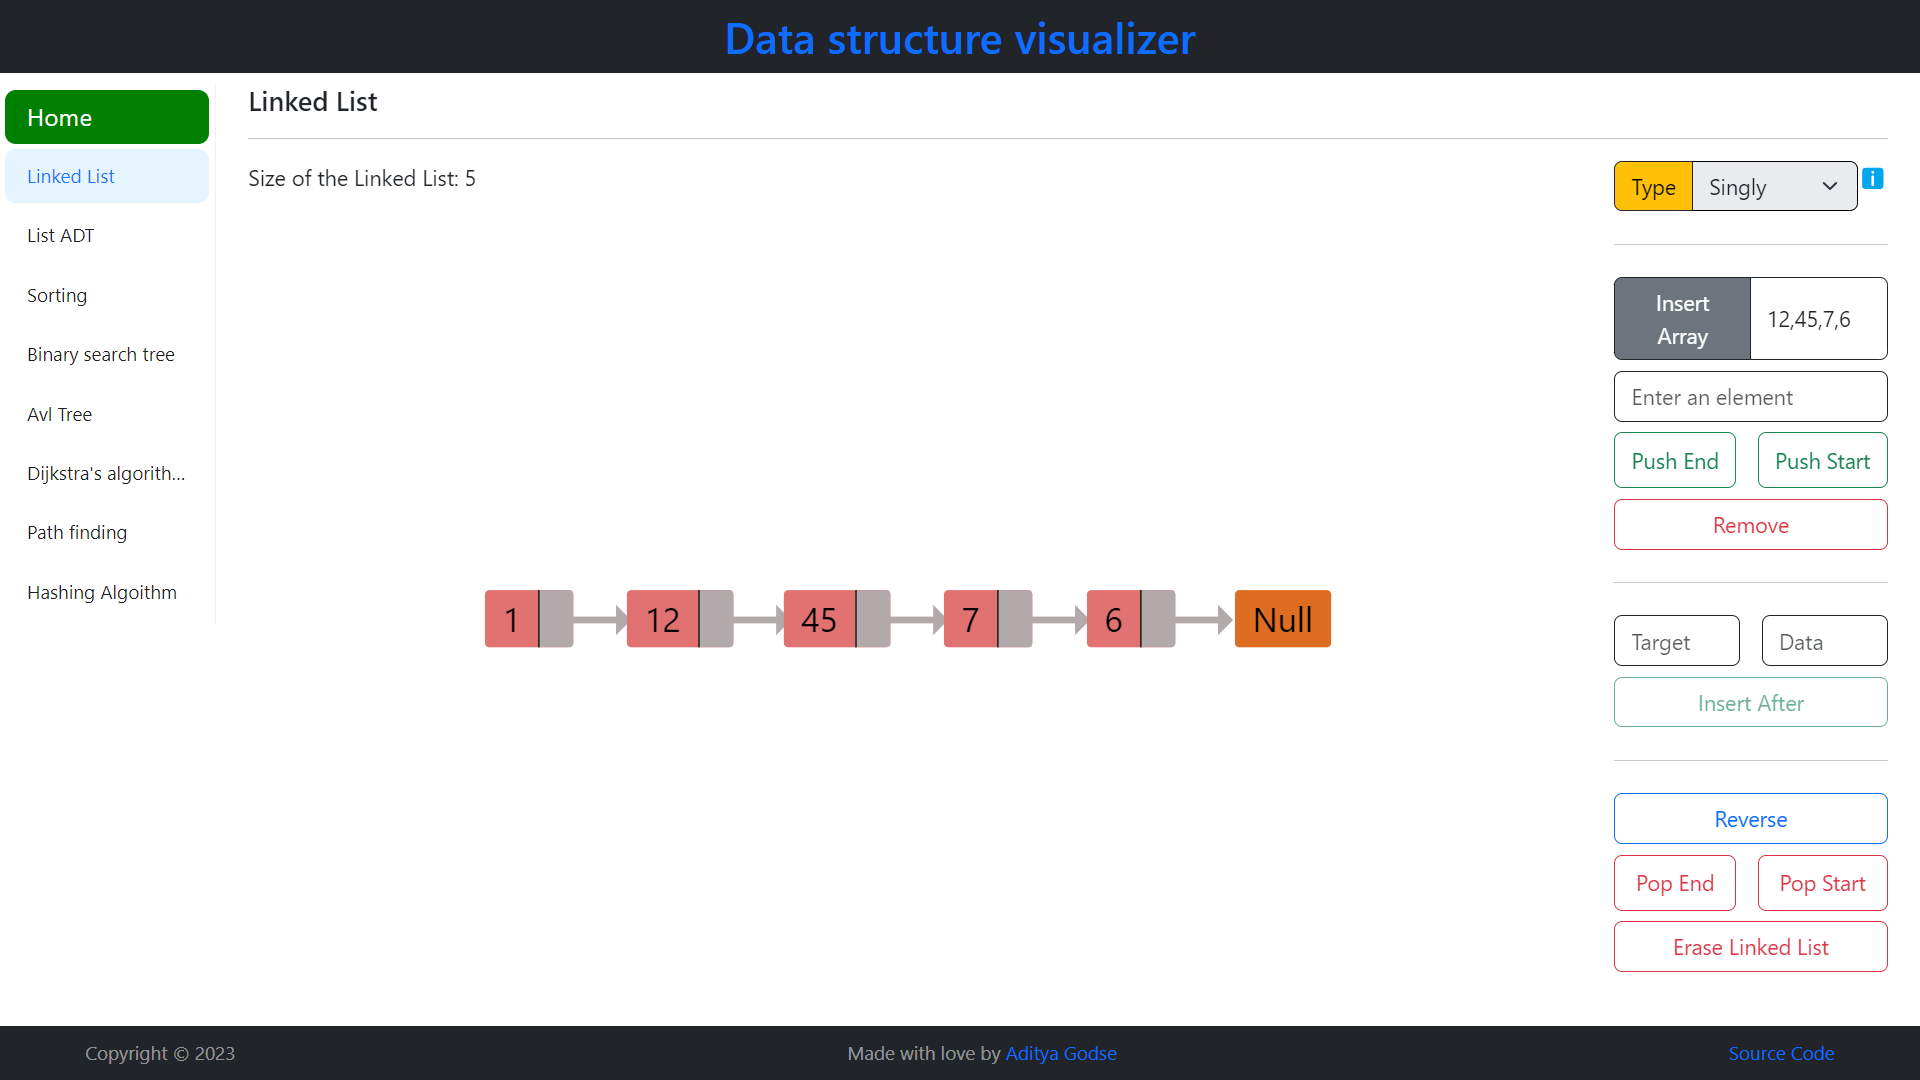 Data structure visualizer
Home
Linked List
List ADT
Sorting
Binary search tree
Avl Tree
Dijkstra's algorith...
Path finding
Hashing Algoithm
Linked List
Size of the Linked List: 5
1 12 45 7 6 Null
Type Singly
i
Insert
Array
12,45,7,6
Enter an element
Push End Push Start
Remove
Target Data
Insert After
Reverse
Pop End Pop Start
Erase Linked List
Copyright © 2023
Made with love by Aditya Godse
Source Code